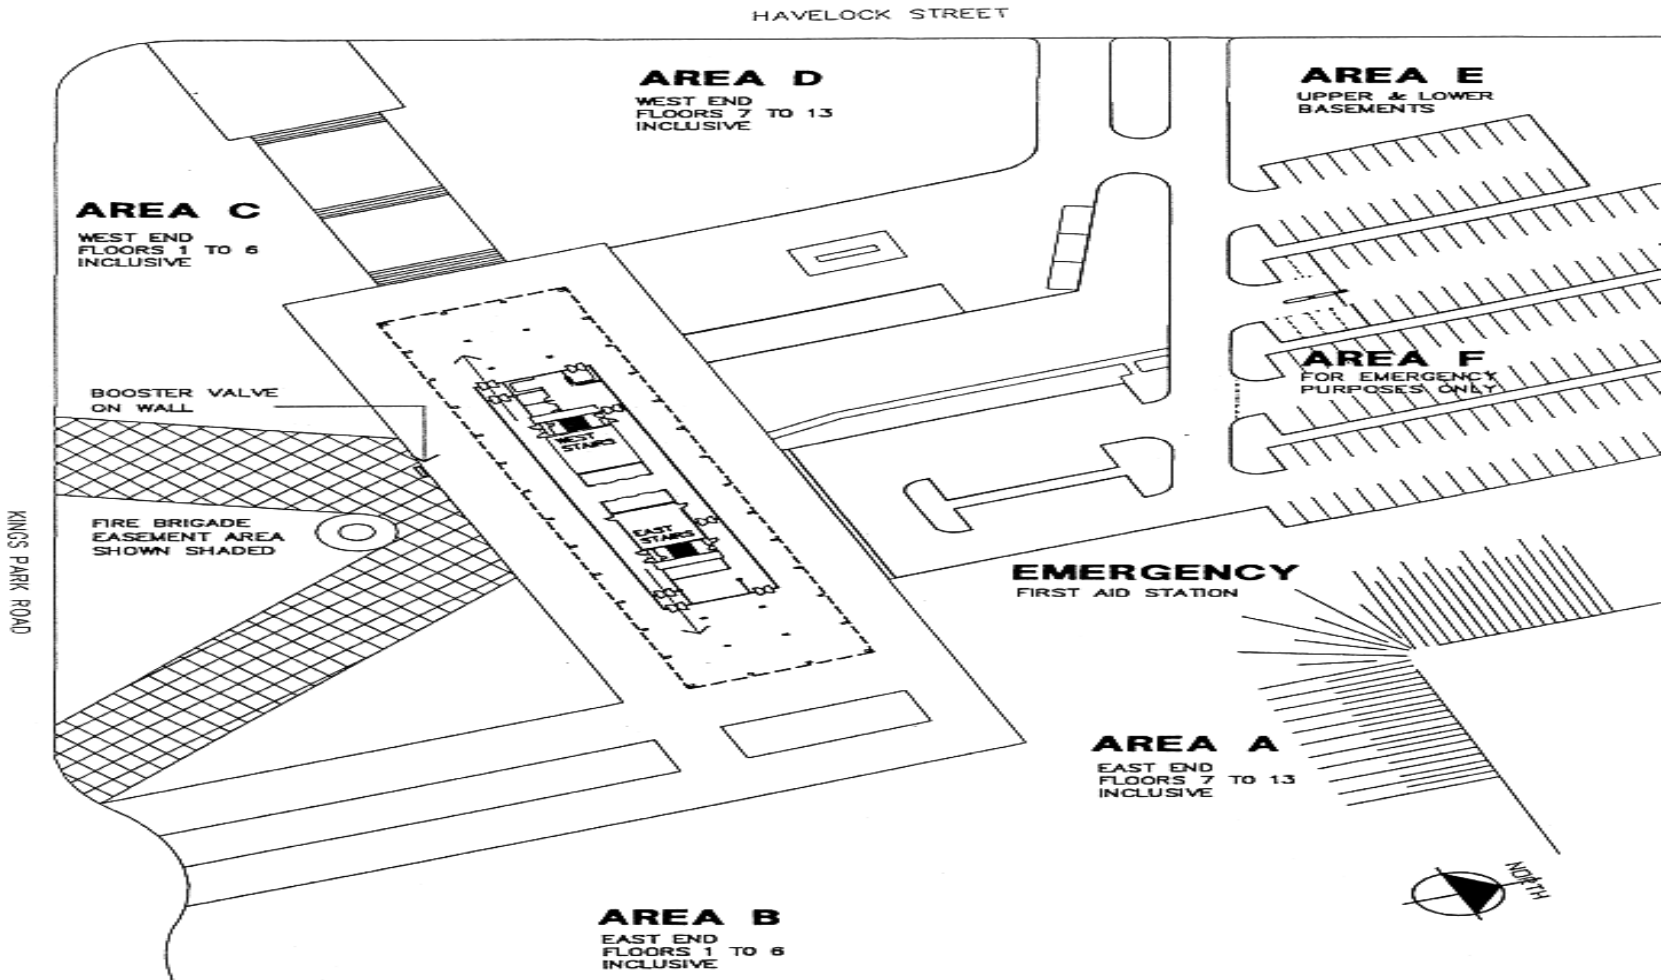 HAVELOCK STREET
AREA D
WEST END
FLOORS 7 TO 13
INCLUSIVE
AREA E
UPPER & LOWER
BASEMENTS
AREA C
WEST END
FLOORS 1 TO 6
INCLUSIVE
AREA F
FOR EMERGENCY
PURPOSES ONLY
BOOSTER VALVE
ON WALL
WEST
STAIRS
FIRE BRIGADE
EASEMENT AREA
SHOWN SHADED
EAST
STAIRS
KINGS PARK ROAD
EMERGENCY
FIRST AID STATION
AREA A
EAST END
FLOORS 7 TO 13
INCLUSIVE
NORTH
AREA B
EAST END
FLOORS 1 TO 6
INCLUSIVE